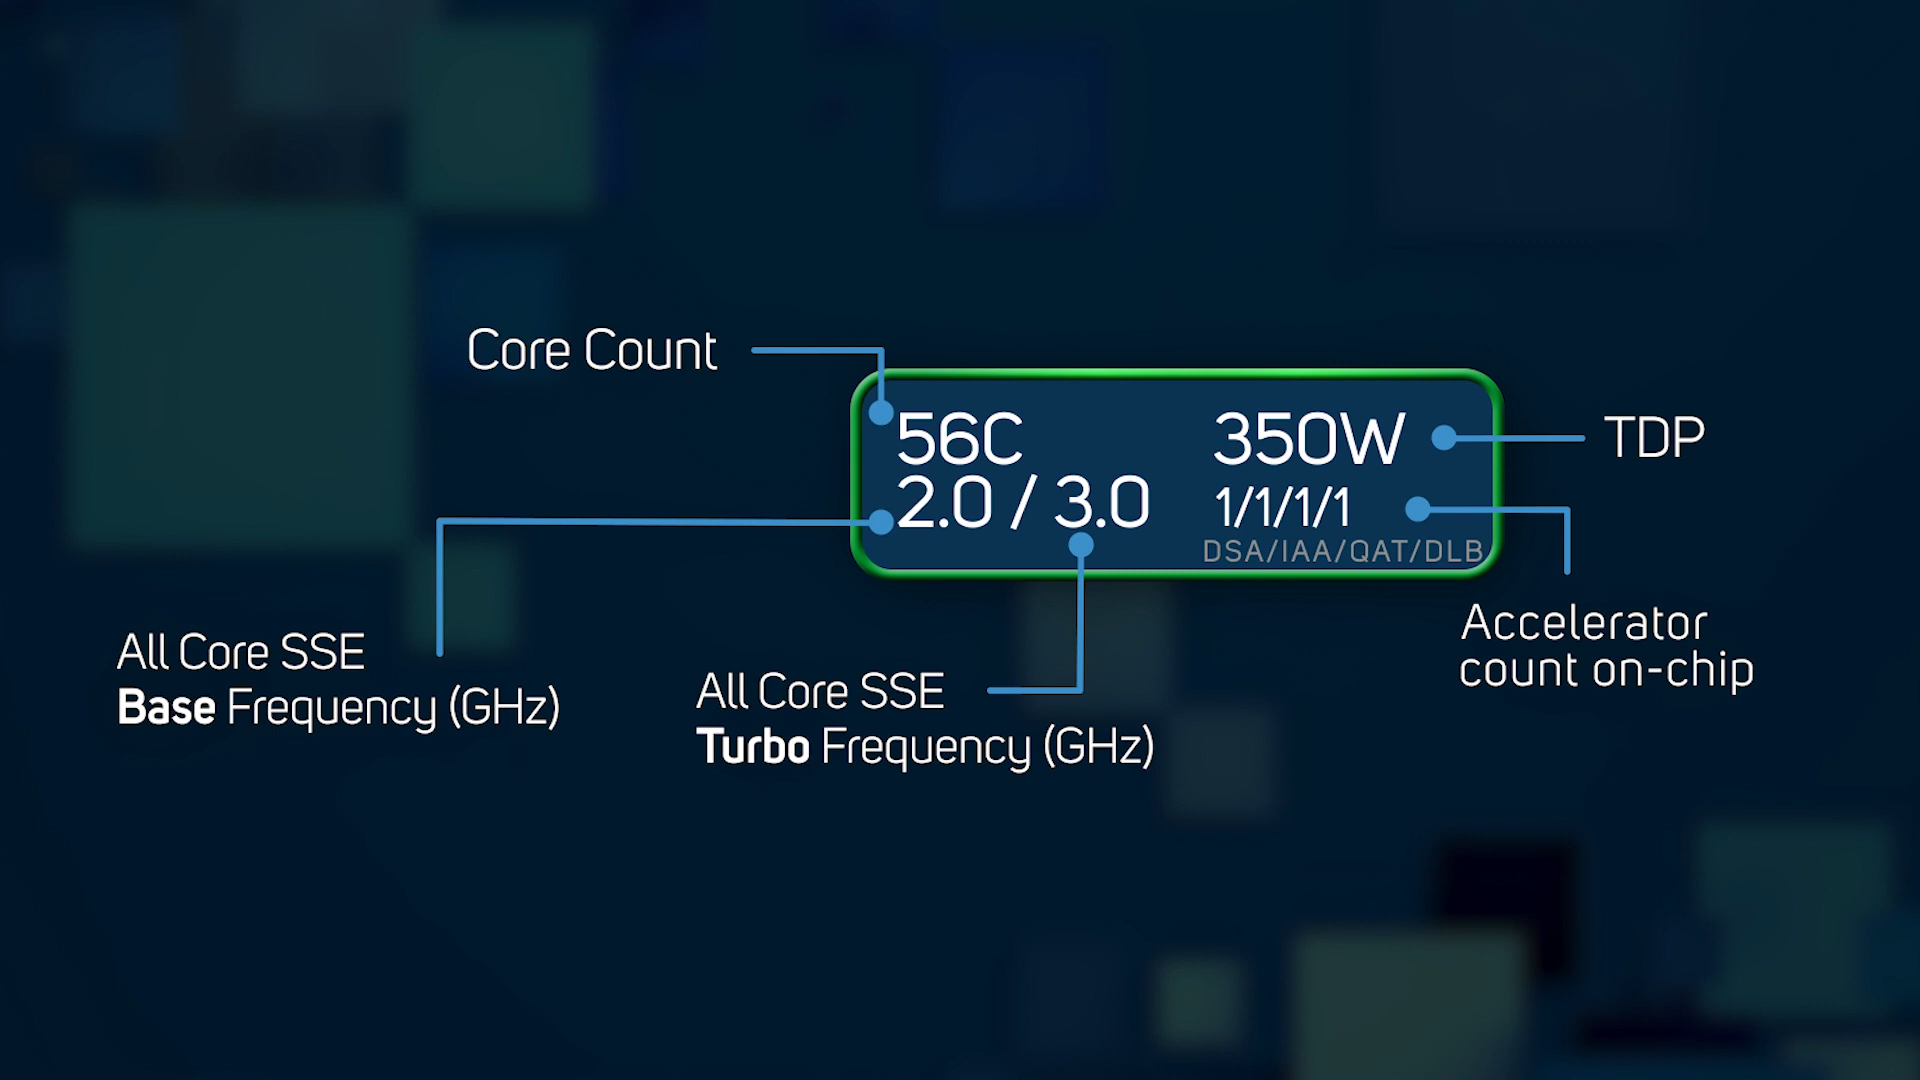 Core Count
56C
350W
TDP
2.0 / 3.0
1/1/1/1
DSA/IAA/QAT/DLB
All Core SSE
Base Frequency (GHz)
All Core SSE
Turbo Frequency (GHz)
Accelerator
count on-chip